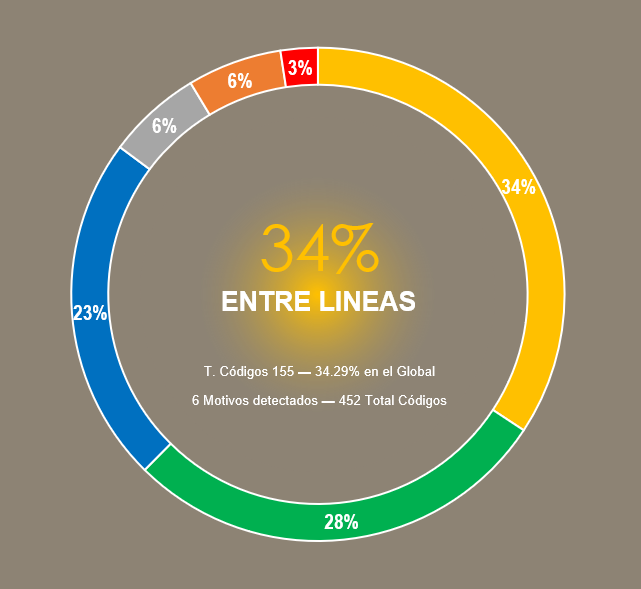 3%
6%
6%
34%
34%
ENTRE LINEAS
23%
T. Códigos 155 — 34.29% en el Global
6 Motivos detectados — 452 Total Códigos
28%